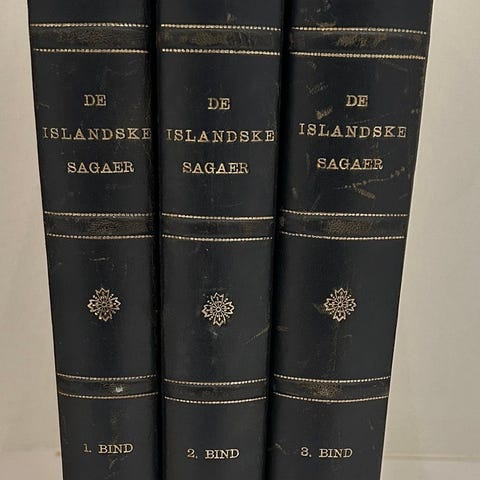 DE
ISLANDSKE
SAGAER
1. BIND
DE
ISLANDSKE
SAGAER
2. BIND
DE
ISLANDSKE
SAGAER
3. BIND